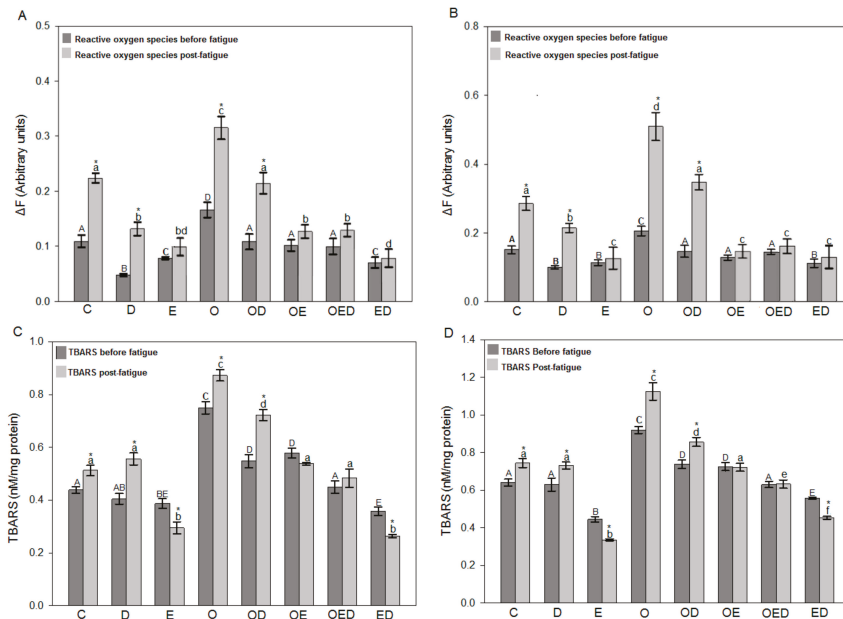 A
Reactive oxygen species before fatigue
Reactive oxygen species post-fatigue
ΔF (Arbitrary units)
0.5
0.4
0.3
0.2
0.1
0.0
A
*
a
B
*
b
C
bd
D
*
c
A
*
a
A
b
A
b
C
d
C D E O OD OE OED ED
B
Reactive oxygen species before fatigue
Reactive oxygen species post-fatigue
ΔF (Arbitrary units)
0.8
0.6
0.4
0.2
0.0
A
*
a
B
*
b
B
c
C
*
d
A
*
a
A
c
A
c
B
c
C D E O OD OE OED ED
C
TBARS before fatigue
TBARS post-fatigue
TBARS (nM/mg protein)
1.0
0.8
0.6
0.4
0.2
0.0
A
*
a
AB
*
a
BE
*
b
C
*
c
D
*
d
D
a
A
a
E
*
b
C D E O OD OE OED ED
D
TBARS Before fatigue
TBARS Post-fatigue
TBARS (nM/mg protein)
1.4
1.2
1.0
0.8
0.6
0.4
0.2
0.0
A
*
a
A
*
a
B
*
b
C
*
c
D
*
d
D
a
A
e
E
*
f
C D E O OD OE OED ED